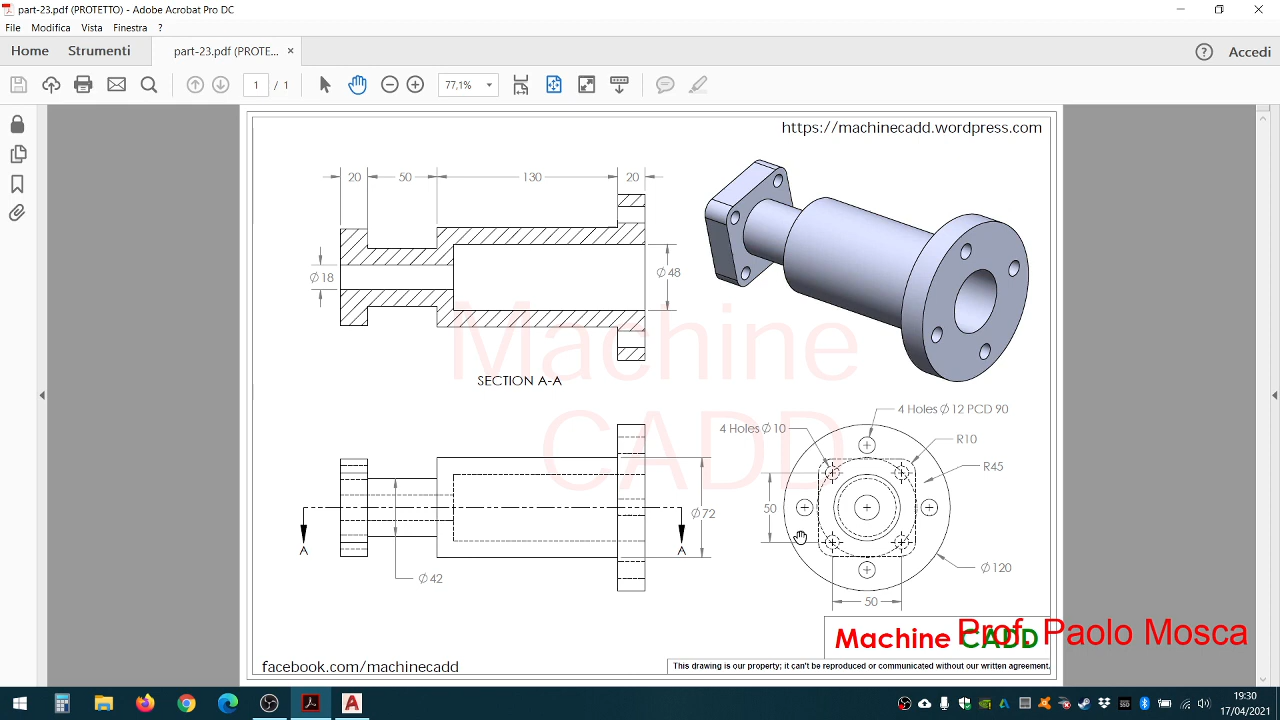 part-23.pdf (PROTETTO) - Adobe Acrobat Pro DC
File Modifica Vista Finestra ?
Home Strumenti part-23.pdf (PROTE... × Accedi
1 / 1 77,1%
https://machinecadd.wordpress.com
20 50 130 20
Ø18
Ø48
Machine
CADD
SECTION A-A
4 Holes Ø12 PCD 90
4 Holes Ø10
R10
R45
50
Ø72
A A
Ø42
Ø120
50
Machine CADD
Prof. Paolo Mosca
facebook.com/machinecadd
This drawing is our property; it can't be reproduced or communicated without our written agreement.
19:30
17/04/2021